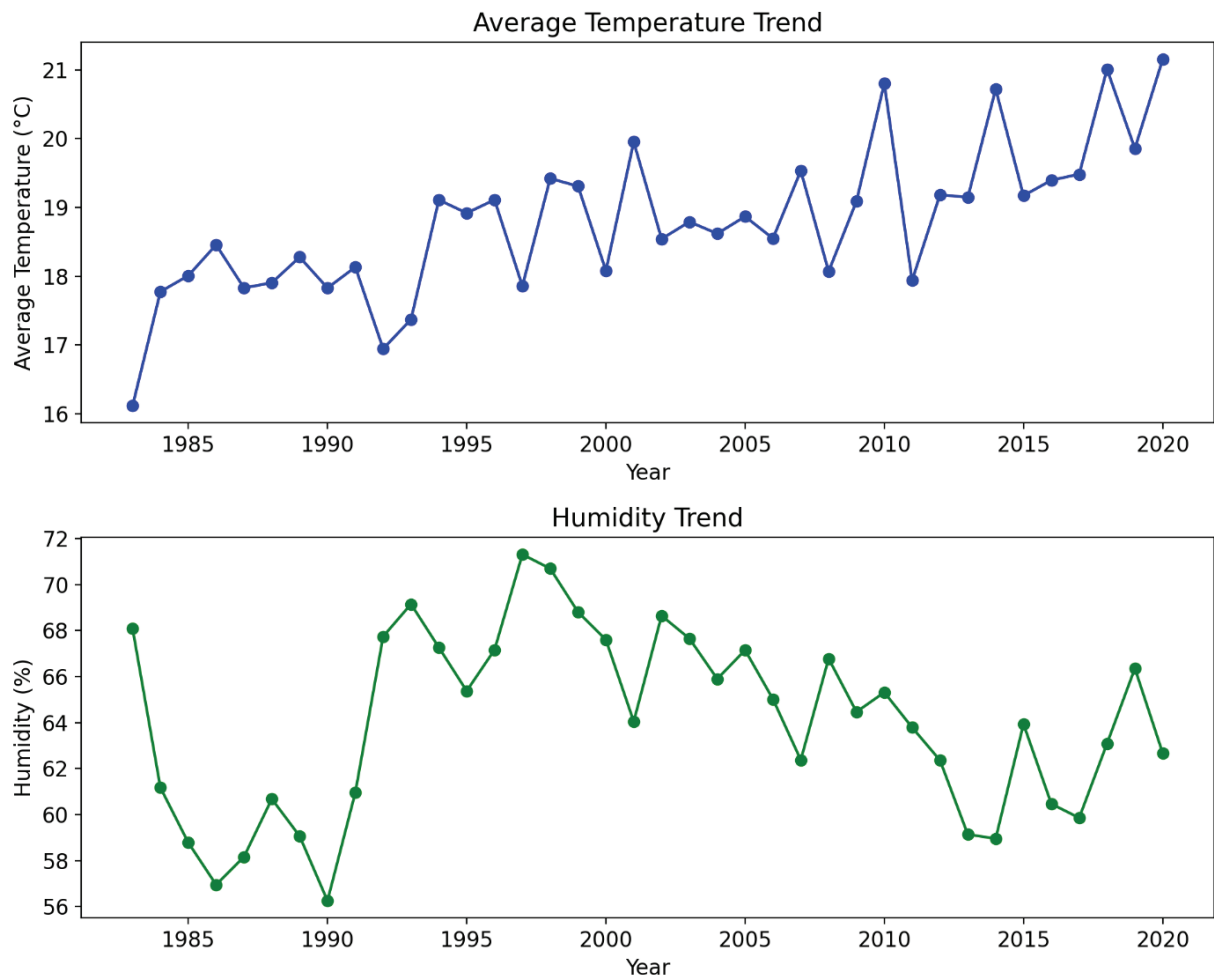 Average Temperature Trend
Average Temperature (°C)
21
20
19
18
17
16
1985 1990 1995 2000 2005 2010 2015 2020
Year
Humidity Trend
Humidity (%)
72
70
68
66
64
62
60
58
56
1985 1990 1995 2000 2005 2010 2015 2020
Year